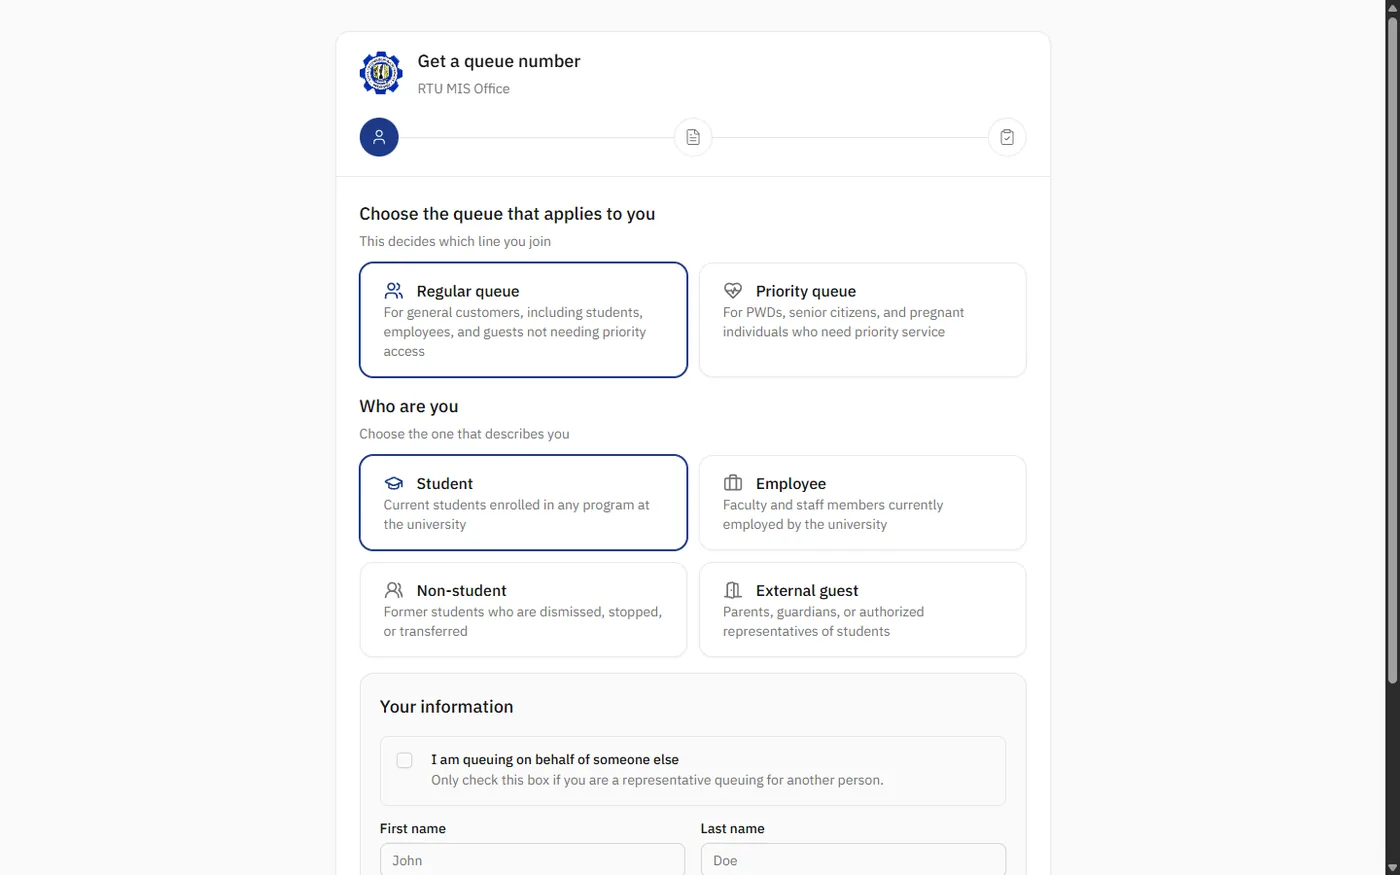 Get a queue number
RTU MIS Office
Choose the queue that applies to you
This decides which line you join
Regular queue
For general customers, including students,
employees, and guests not needing priority
access
Priority queue
For PWDs, senior citizens, and pregnant
individuals who need priority service
Who are you
Choose the one that describes you
Student
Current students enrolled in any program at
the university
Employee
Faculty and staff members currently
employed by the university
Non-student
Former students who are dismissed, stopped,
or transferred
External guest
Parents, guardians, or authorized
representatives of students
Your information
I am queuing on behalf of someone else
Only check this box if you are a representative queuing for another person.
First name
Last name
John
Doe